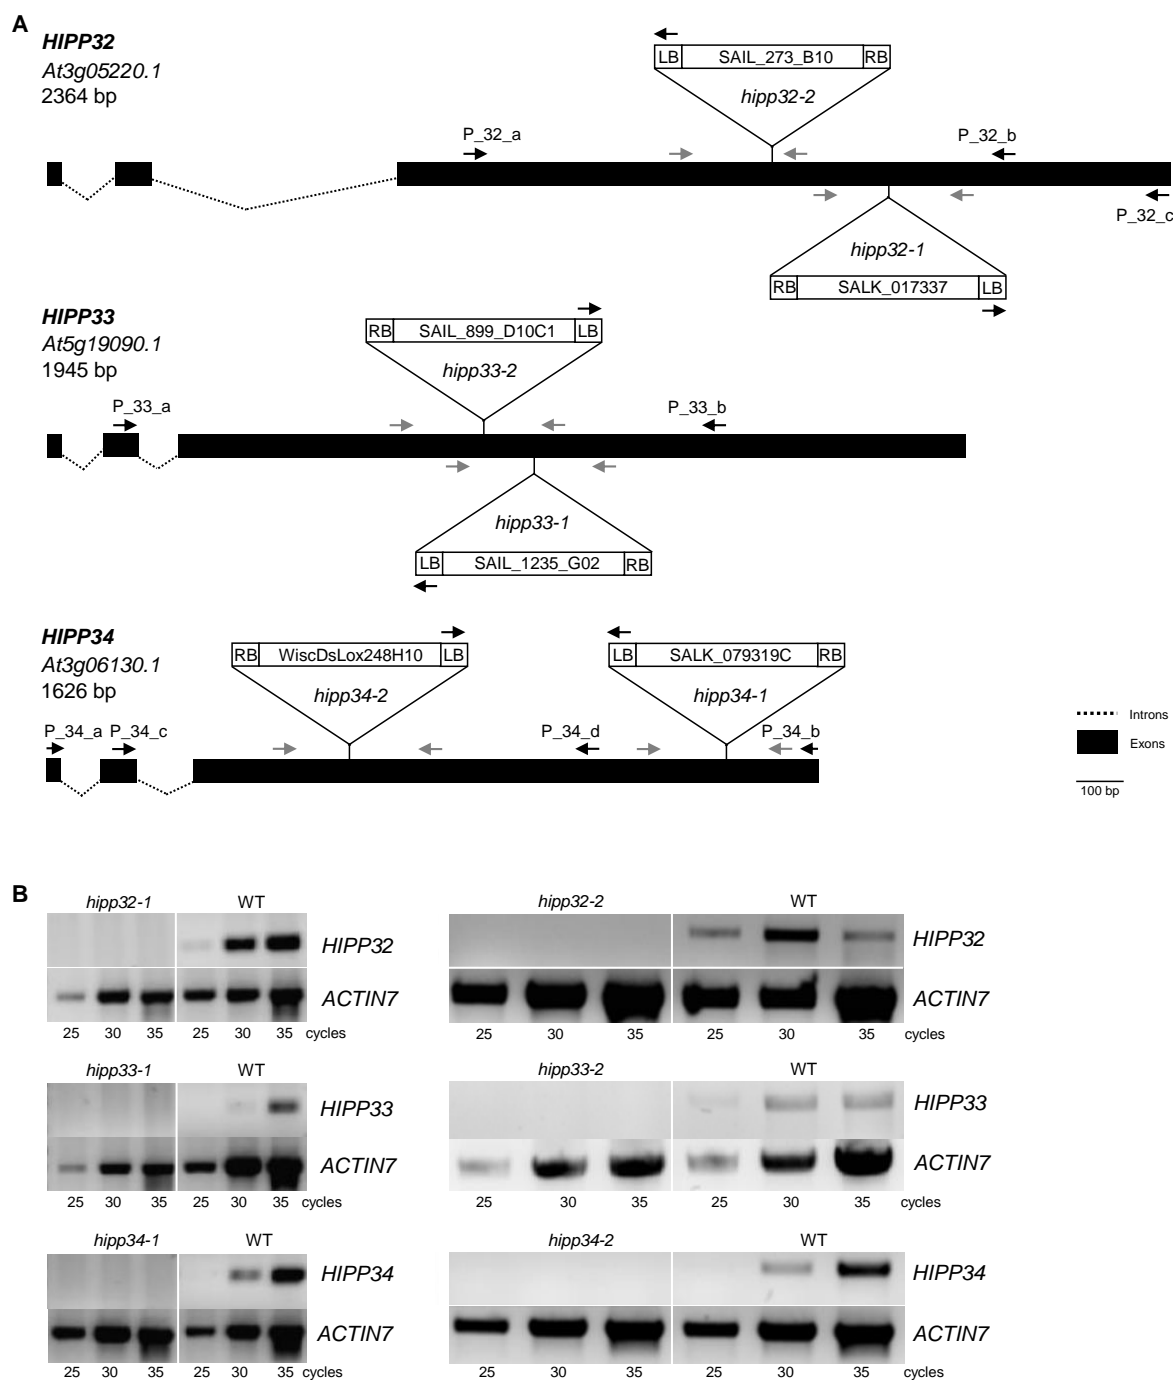 A
HIPP32
At3g05220.1
2364 bp
LB SAIL_273_B10 RB
hipp32-2
P_32_a
P_32_b
P_32_c
hipp32-1
RB SALK_017337 LB
HIPP33
At5g19090.1
1945 bp
RB SAIL_899_D10C1 LB
hipp33-2
P_33_a
P_33_b
hipp33-1
LB SAIL_1235_G02 RB
HIPP34
At3g06130.1
1626 bp
RB WiscDsLox248H10 LB
LB SALK_079319C RB
hipp34-2
hipp34-1
P_34_a P_34_c
P_34_d
P_34_b
Introns
Exons
100 bp
B
hipp32-1 WT
HIPP32
ACTIN7
25 30 35 25 30 35 cycles
hipp32-2 WT
HIPP32
ACTIN7
25 30 35 25 30 35 cycles
hipp33-1 WT
HIPP33
ACTIN7
25 30 35 25 30 35 cycles
hipp33-2 WT
HIPP33
ACTIN7
25 30 35 25 30 35 cycles
hipp34-1 WT
HIPP34
ACTIN7
25 30 35 25 30 35 cycles
hipp34-2 WT
HIPP34
ACTIN7
25 30 35 25 30 35 cycles